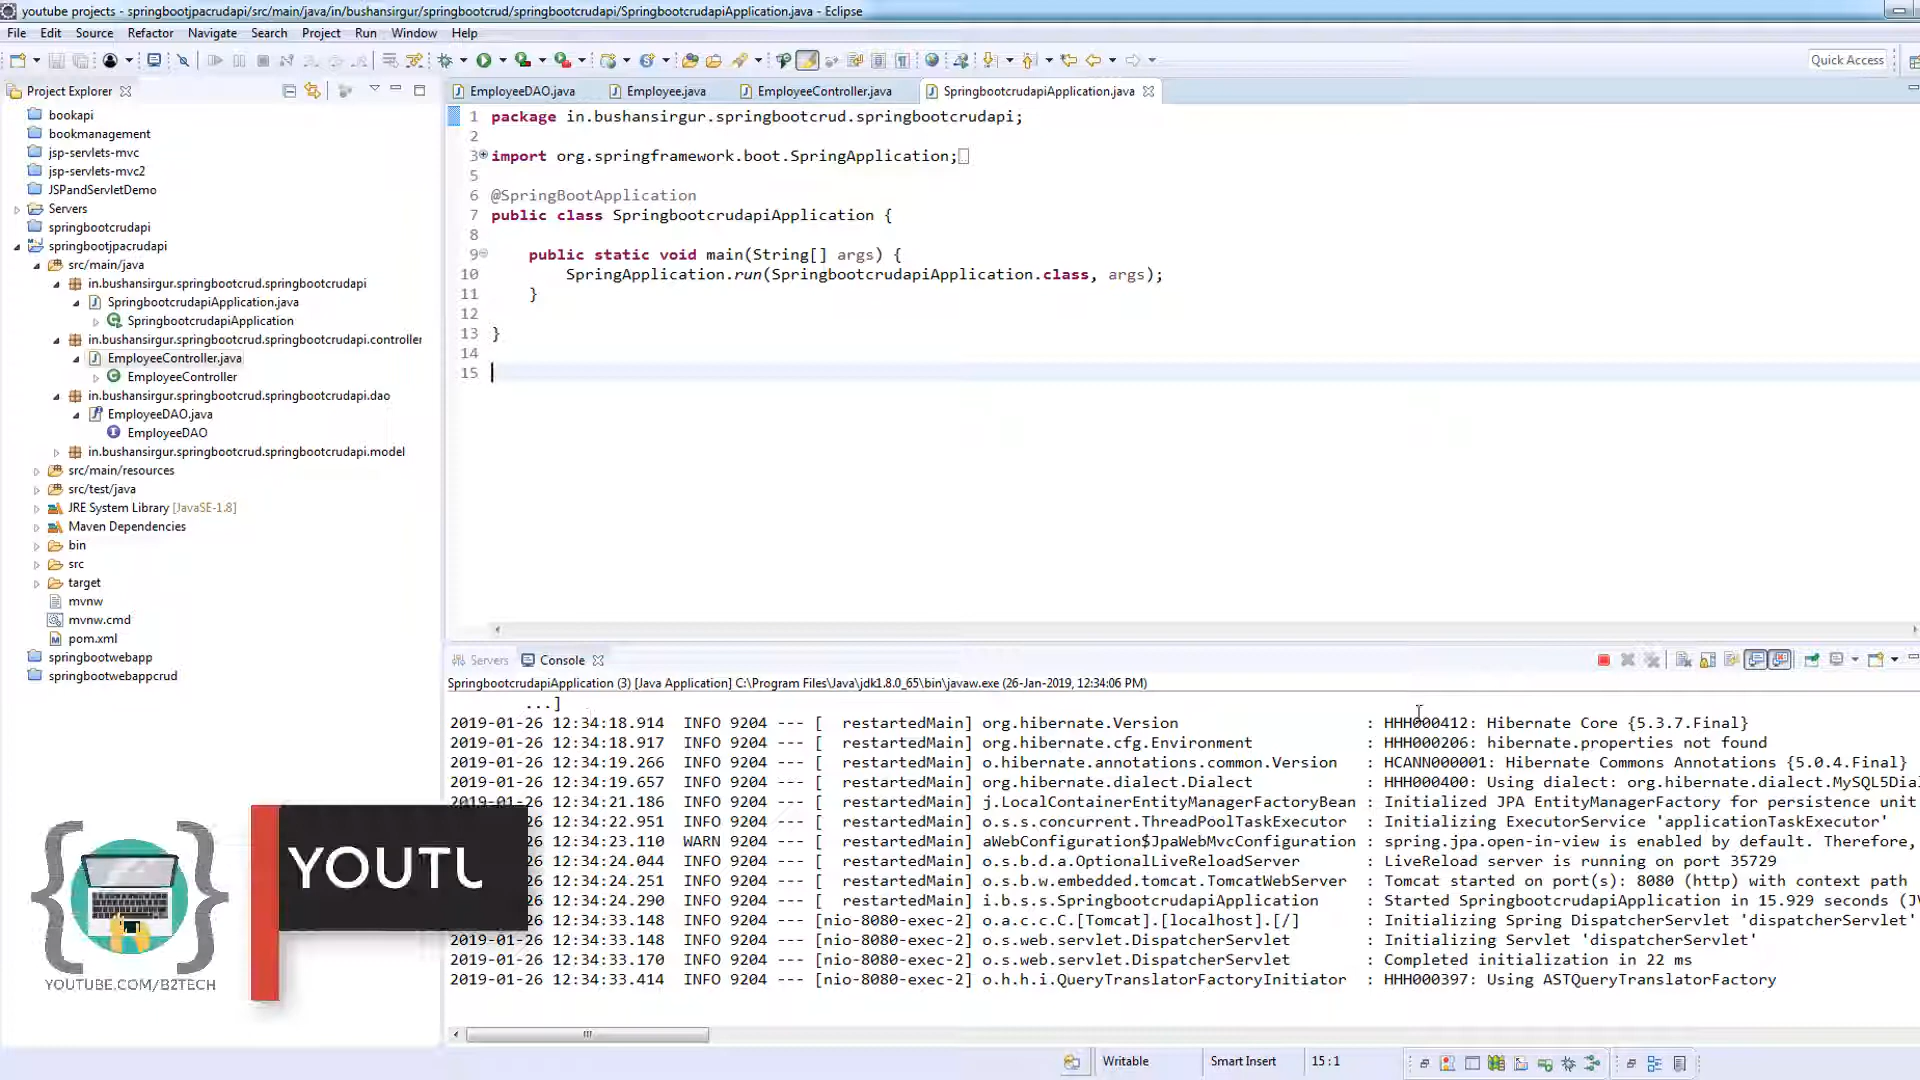 youtube projects - springbootjpacrudapi/src/main/java/in/bushansirgur/springbootcrud/springbootcrudapi/SpringbootcrudapiApplication.java - Eclipse
File Edit Source Refactor Navigate Search Project Run Window Help
Quick Access
Project Explorer
bookapi
bookmanagement
jsp-servlets-mvc
jsp-servlets-mvc2
JSPandServletDemo
Servers
springbootcrudapi
springbootjpacrudapi
src/main/java
in.bushansirgur.springbootcrud.springbootcrudapi
SpringbootcrudapiApplication.java
SpringbootcrudapiApplication
in.bushansirgur.springbootcrud.springbootcrudapi.controller
EmployeeController.java
EmployeeController
in.bushansirgur.springbootcrud.springbootcrudapi.dao
EmployeeDAO.java
EmployeeDAO
in.bushansirgur.springbootcrud.springbootcrudapi.model
src/main/resources
src/test/java
JRE System Library [JavaSE-1.8]
Maven Dependencies
bin
src
target
mvnw
mvnw.cmd
pom.xml
springbootwebapp
springbootwebappcrud
EmployeeDAO.java Employee.java EmployeeController.java SpringbootcrudapiApplication.java
1 package in.bushansirgur.springbootcrud.springbootcrudapi;
2
3 import org.springframework.boot.SpringApplication;
5
6 @SpringBootApplication
7 public class SpringbootcrudapiApplication {
8
9 public static void main(String[] args) {
10 SpringApplication.run(SpringbootcrudapiApplication.class, args);
11 }
12
13 }
14
15
Servers Console
SpringbootcrudapiApplication (3) [Java Application] C:\Program Files\Java\jdk1.8.0_65\bin\javaw.exe (26-Jan-2019, 12:34:06 PM)
...]
2019-01-26 12:34:18.914 INFO 9204 --- [ restartedMain] org.hibernate.Version : HHH000412: Hibernate Core {5.3.7.Final}
2019-01-26 12:34:18.917 INFO 9204 --- [ restartedMain] org.hibernate.cfg.Environment : HHH000206: hibernate.properties not found
2019-01-26 12:34:19.266 INFO 9204 --- [ restartedMain] o.hibernate.annotations.common.Version : HCANN000001: Hibernate Commons Annotations {5.0.4.Final}
2019-01-26 12:34:19.657 INFO 9204 --- [ restartedMain] org.hibernate.dialect.Dialect : HHH000400: Using dialect: org.hibernate.dialect.MySQL5Dial
2019-01-26 12:34:21.186 INFO 9204 --- [ restartedMain] j.LocalContainerEntityManagerFactoryBean : Initialized JPA EntityManagerFactory for persistence unit
2019-01-26 12:34:22.951 INFO 9204 --- [ restartedMain] o.s.s.concurrent.ThreadPoolTaskExecutor : Initializing ExecutorService 'applicationTaskExecutor'
2019-01-26 12:34:23.110 WARN 9204 --- [ restartedMain] aWebConfiguration$JpaWebMvcConfiguration : spring.jpa.open-in-view is enabled by default. Therefore,
2019-01-26 12:34:24.044 INFO 9204 --- [ restartedMain] o.s.b.d.a.OptionalLiveReloadServer : LiveReload server is running on port 35729
2019-01-26 12:34:24.251 INFO 9204 --- [ restartedMain] o.s.b.w.embedded.tomcat.TomcatWebServer : Tomcat started on port(s): 8080 (http) with context path
2019-01-26 12:34:24.290 INFO 9204 --- [ restartedMain] i.b.s.s.SpringbootcrudapiApplication : Started SpringbootcrudapiApplication in 15.929 seconds (JV
2019-01-26 12:34:33.148 INFO 9204 --- [nio-8080-exec-2] o.a.c.c.C.[Tomcat].[localhost].[/] : Initializing Spring DispatcherServlet 'dispatcherServlet'
2019-01-26 12:34:33.148 INFO 9204 --- [nio-8080-exec-2] o.s.web.servlet.DispatcherServlet : Initializing Servlet 'dispatcherServlet'
2019-01-26 12:34:33.170 INFO 9204 --- [nio-8080-exec-2] o.s.web.servlet.DispatcherServlet : Completed initialization in 22 ms
2019-01-26 12:34:33.414 INFO 9204 --- [nio-8080-exec-2] o.h.h.i.QueryTranslatorFactoryInitiator : HHH000397: Using ASTQueryTranslatorFactory
YOUTU
YOUTUBE.COM/B2TECH
Writable Smart Insert 15 : 1